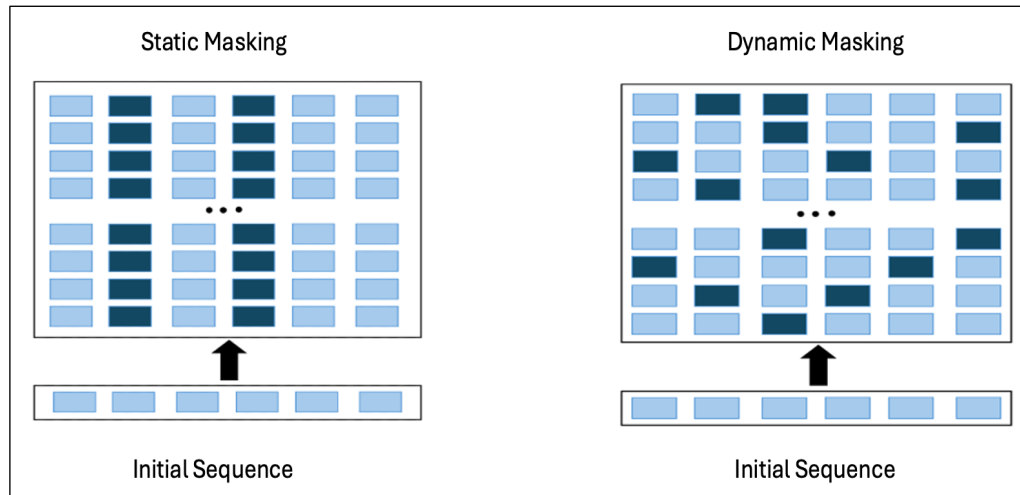 Static Masking
Dynamic Masking
...
...
Initial Sequence
Initial Sequence